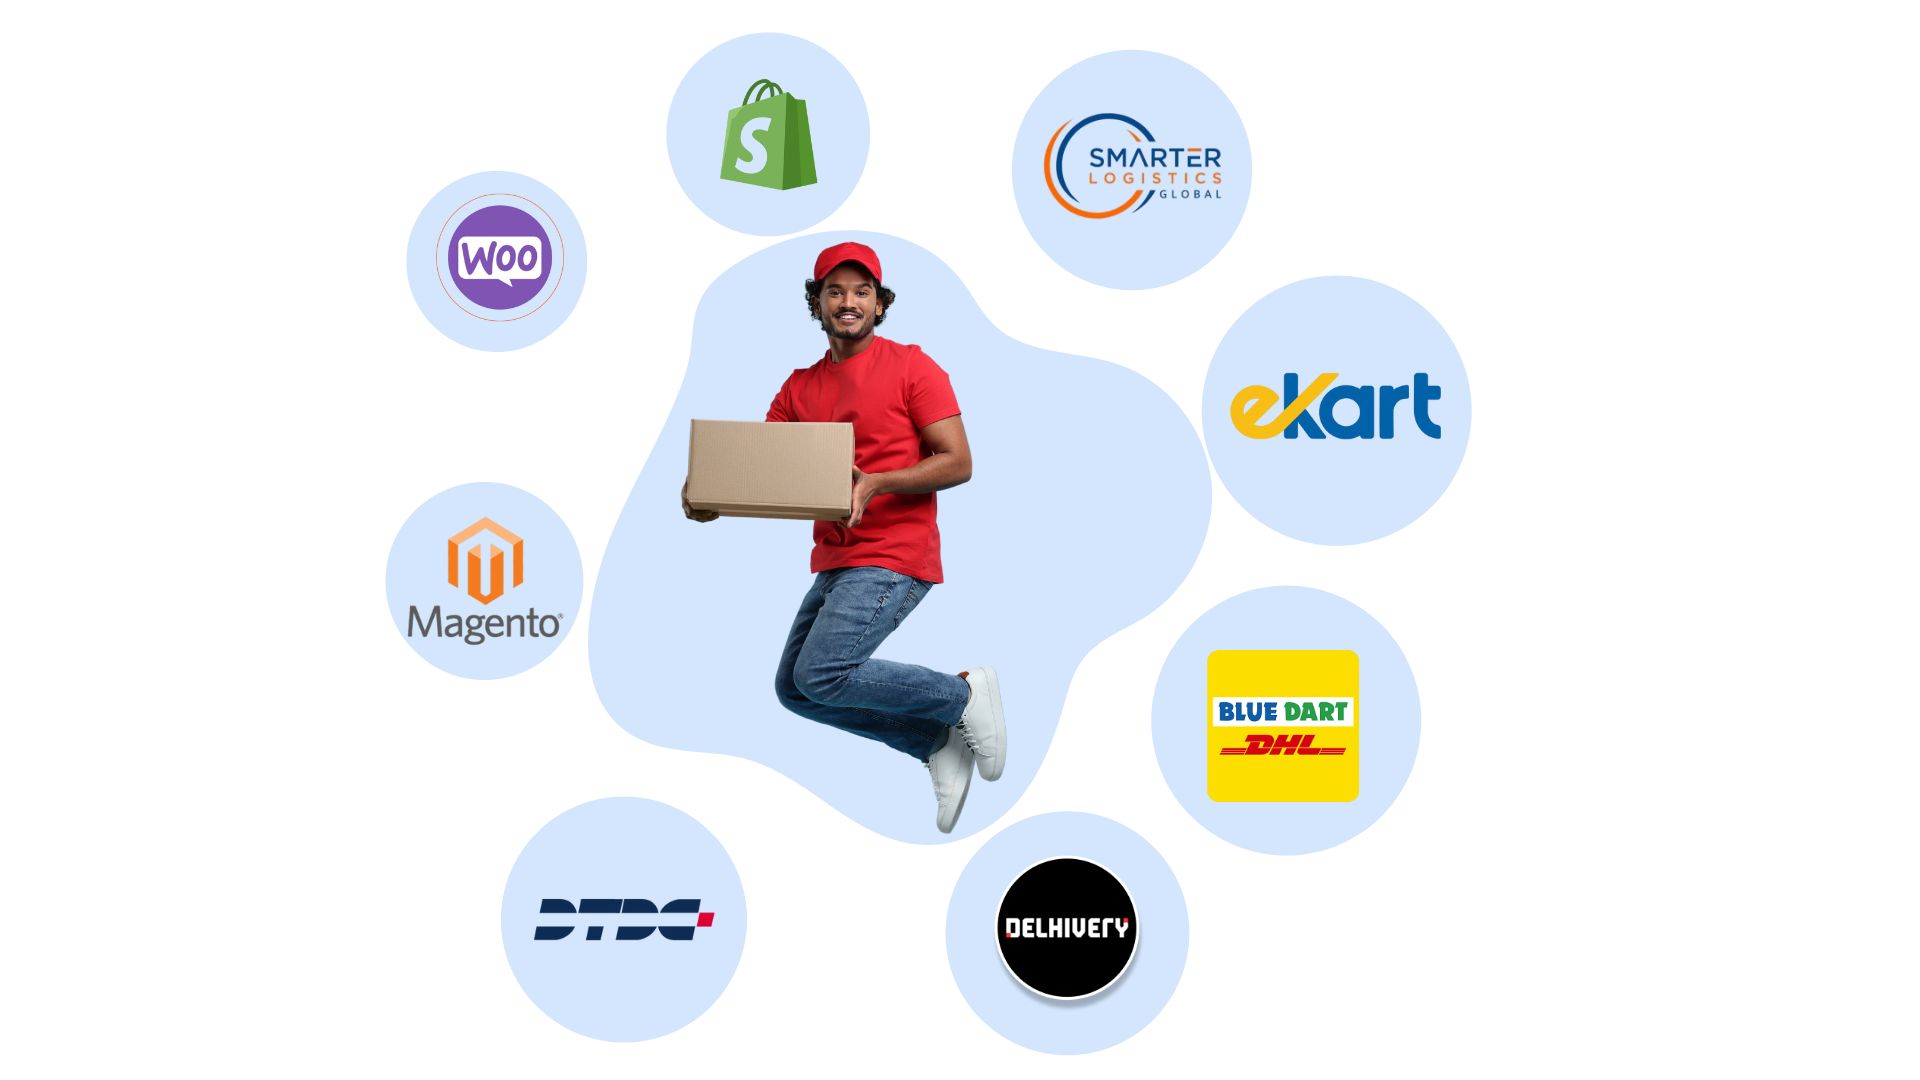 S
SMARTER
LOGISTICS
GLOBAL
WOO
ekart
Magento®
BLUE DART
DHL
DTDC
DELHIVERY